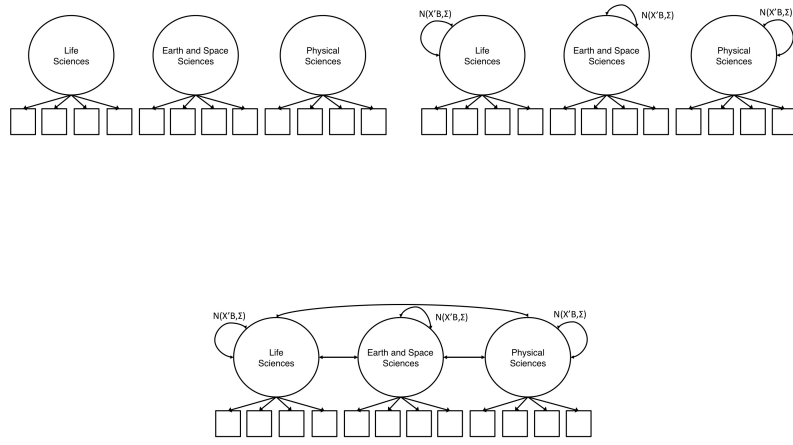 Life
Sciences
Earth and Space
Sciences
Physical
Sciences
N(X'B,Σ)
Life
Sciences
N(X'B,Σ)
Earth and Space
Sciences
N(X'B,Σ)
Physical
Sciences
N(X'B,Σ)
Life
Sciences
N(X'B,Σ)
Earth and Space
Sciences
N(X'B,Σ)
Physical
Sciences